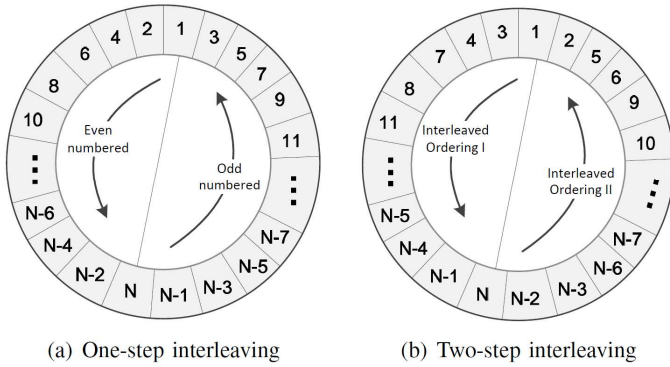 2 1 3
4 5
6 7
8 9
10 11
Even
numbered
Odd
numbered
N-6 N-7
N-4 N-5
N-2 N-3
N N-1
(a) One-step interleaving
3 1 2
4 5
7 6
8 9
11 10
Interleaved
Ordering I
Interleaved
Ordering II
N-5 N-7
N-4 N-6
N-1 N-3
N N-2
(b) Two-step interleaving